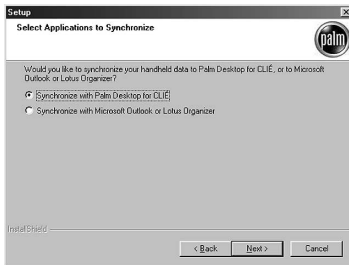 Setup
Select Applications to Synchronize
palm
Would you like to synchronize your handheld data to Palm Desktop for CLIÉ, or to Microsoft
Outlook or Lotus Organizer?
Synchronize with Palm Desktop for CLIÉ
Synchronize with Microsoft Outlook or Lotus Organizer
InstallShield
< Back Next > Cancel